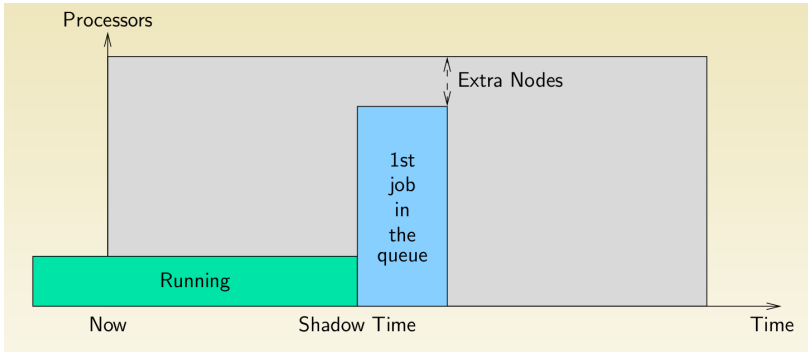 Processors
Extra Nodes
1st
job
in
the
queue
Running
Now
Shadow Time
Time